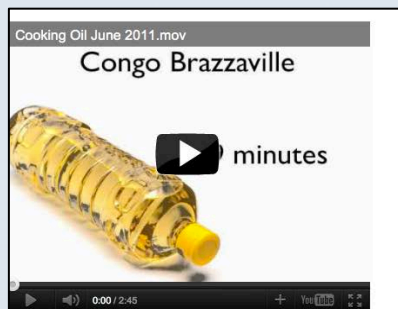 Cooking Oil June 2011.mov
Congo Brazzaville
minutes
0:00 / 2:45
YouTube